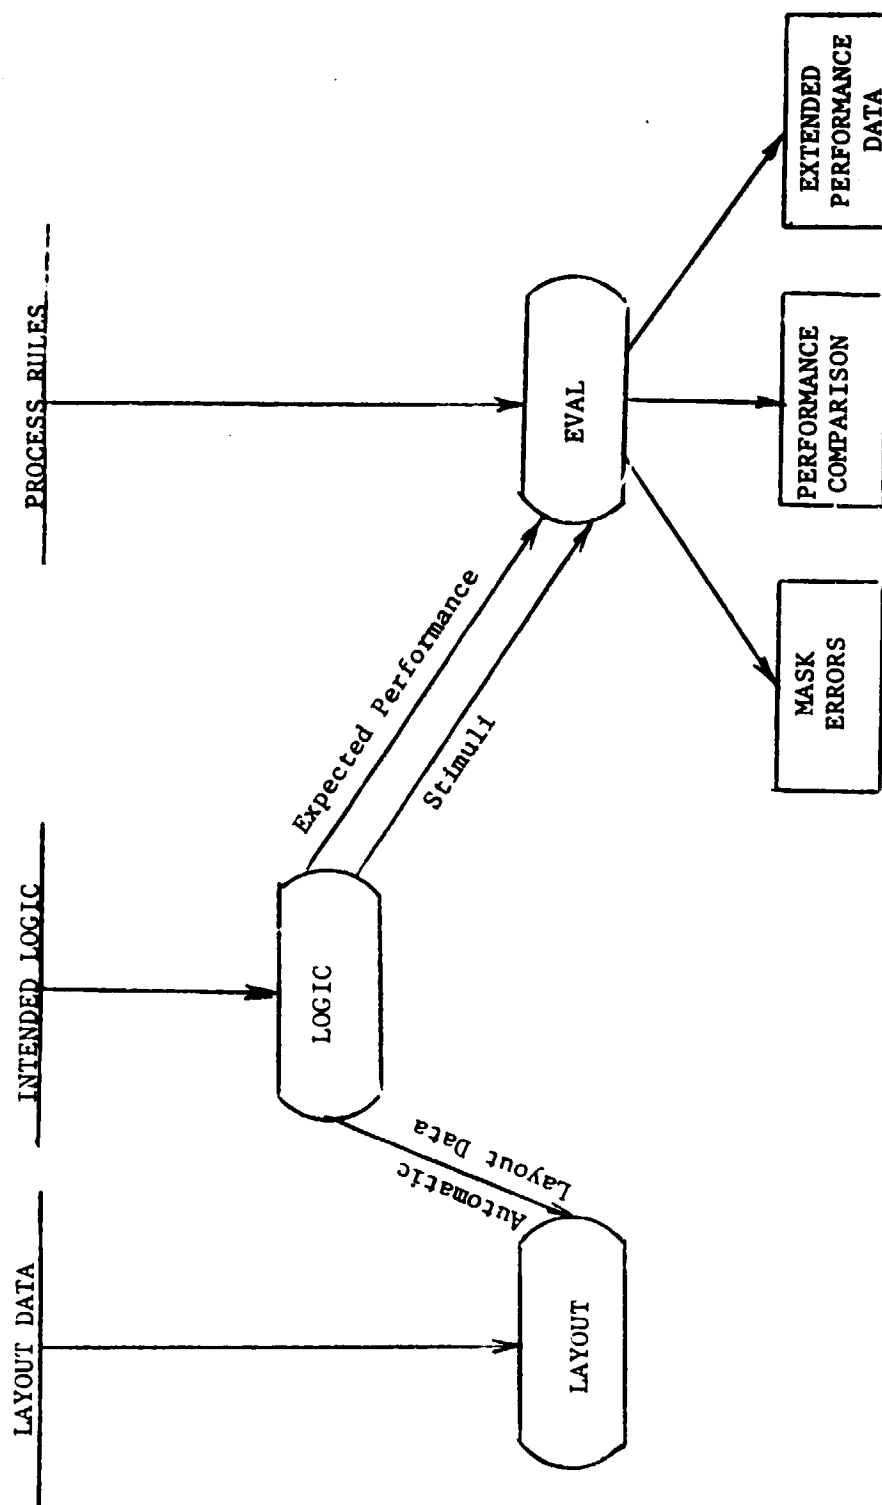 LAYOUT DATA
INTENDED LOGIC
PROCESS RULES
LOGIC
Automatic
Layout Data
Expected Performance
Stimuli
LAYOUT
EVAL
MASK
ERRORS
PERFORMANCE
COMPARISON
EXTENDED
PERFORMANCE
DATA